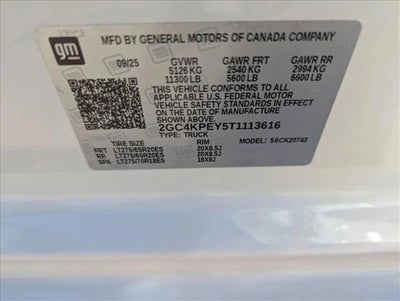 gm
MFD BY GENERAL MOTORS OF CANADA COMPANY
09/25 GVWR GAWR FRT GAWR RR
5126 KG 2540 KG 2994 KG
11300 LB 5600 LB 6600 LB
THIS VEHICLE CONFORMS TO ALL
APPLICABLE U.S. FEDERAL MOTOR
VEHICLE SAFETY STANDARDS IN
EFFECT ON THE DATE OF
MANUFACTURE SHOWN ABOVE.
2GC4KPEY5T1113616
TYPE: TRUCK MODEL: 56CK20743
TIRE SIZE RIM
FRT LT275/65R20ES 20X8.5J
RR LT275/65R20ES 20X8.5J
SPA LT275/70R18ES 18X8J